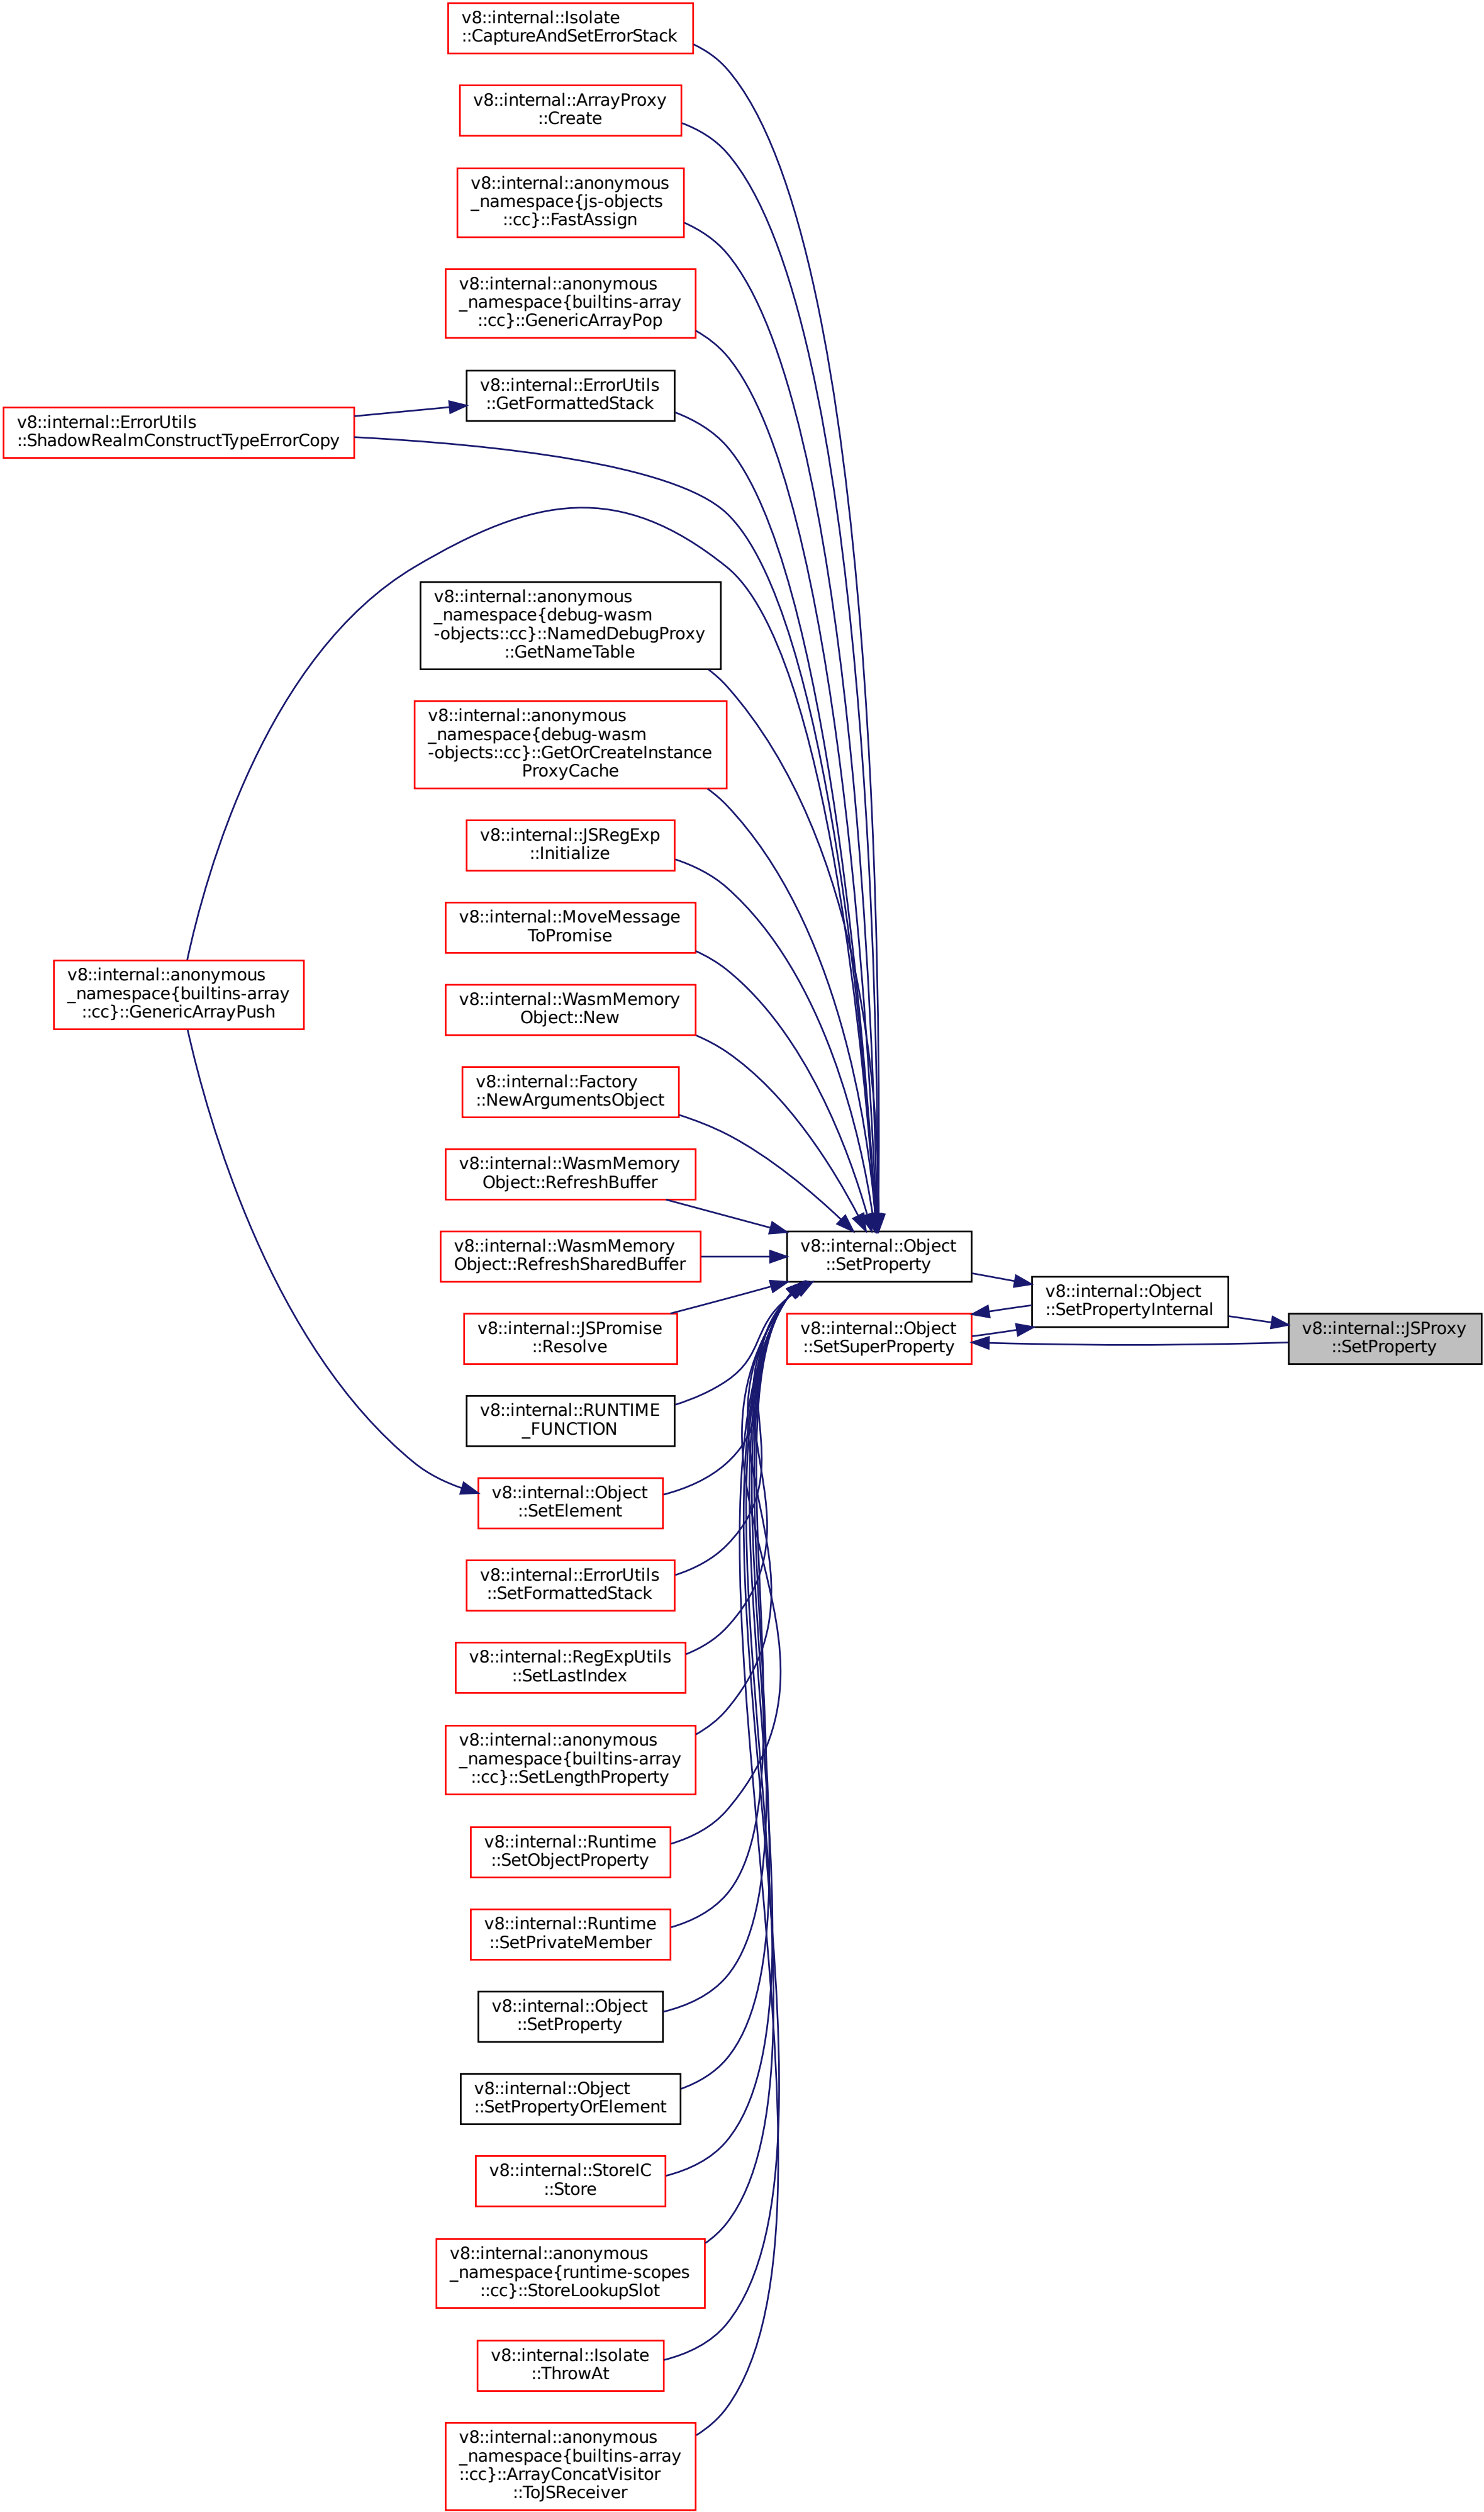 v8::internal::Isolate
::CaptureAndSetErrorStack
v8::internal::ArrayProxy
::Create
v8::internal::anonymous
_namespace{js-objects
::cc}::FastAssign
v8::internal::anonymous
_namespace{builtins-array
::cc}::GenericArrayPop
v8::internal::ErrorUtils
::GetFormattedStack
v8::internal::ErrorUtils
::ShadowRealmConstructTypeErrorCopy
v8::internal::anonymous
_namespace{debug-wasm
-objects::cc}::NamedDebugProxy
::GetNameTable
v8::internal::anonymous
_namespace{debug-wasm
-objects::cc}::GetOrCreateInstance
ProxyCache
v8::internal::JSRegExp
::Initialize
v8::internal::MoveMessage
ToPromise
v8::internal::anonymous
_namespace{builtins-array
::cc}::GenericArrayPush
v8::internal::WasmMemory
Object::New
v8::internal::Factory
::NewArgumentsObject
v8::internal::WasmMemory
Object::RefreshBuffer
v8::internal::WasmMemory
Object::RefreshSharedBuffer
v8::internal::Object
::SetProperty
v8::internal::Object
::SetPropertyInternal
v8::internal::JSPromise
::Resolve
v8::internal::Object
::SetSuperProperty
v8::internal::JSProxy
::SetProperty
v8::internal::RUNTIME
_FUNCTION
v8::internal::Object
::SetElement
v8::internal::ErrorUtils
::SetFormattedStack
v8::internal::RegExpUtils
::SetLastIndex
v8::internal::anonymous
_namespace{builtins-array
::cc}::SetLengthProperty
v8::internal::Runtime
::SetObjectProperty
v8::internal::Runtime
::SetPrivateMember
v8::internal::Object
::SetProperty
v8::internal::Object
::SetPropertyOrElement
v8::internal::StoreIC
::Store
v8::internal::anonymous
_namespace{runtime-scopes
::cc}::StoreLookupSlot
v8::internal::Isolate
::ThrowAt
v8::internal::anonymous
_namespace{builtins-array
::cc}::ArrayConcatVisitor
::ToJSReceiver